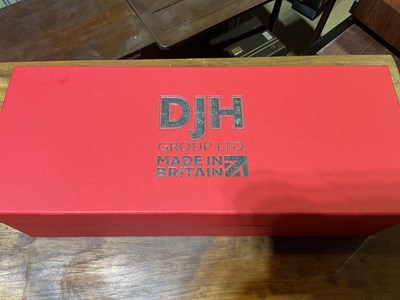 DJH
GROUP LTD
MADE IN
BRITAIN